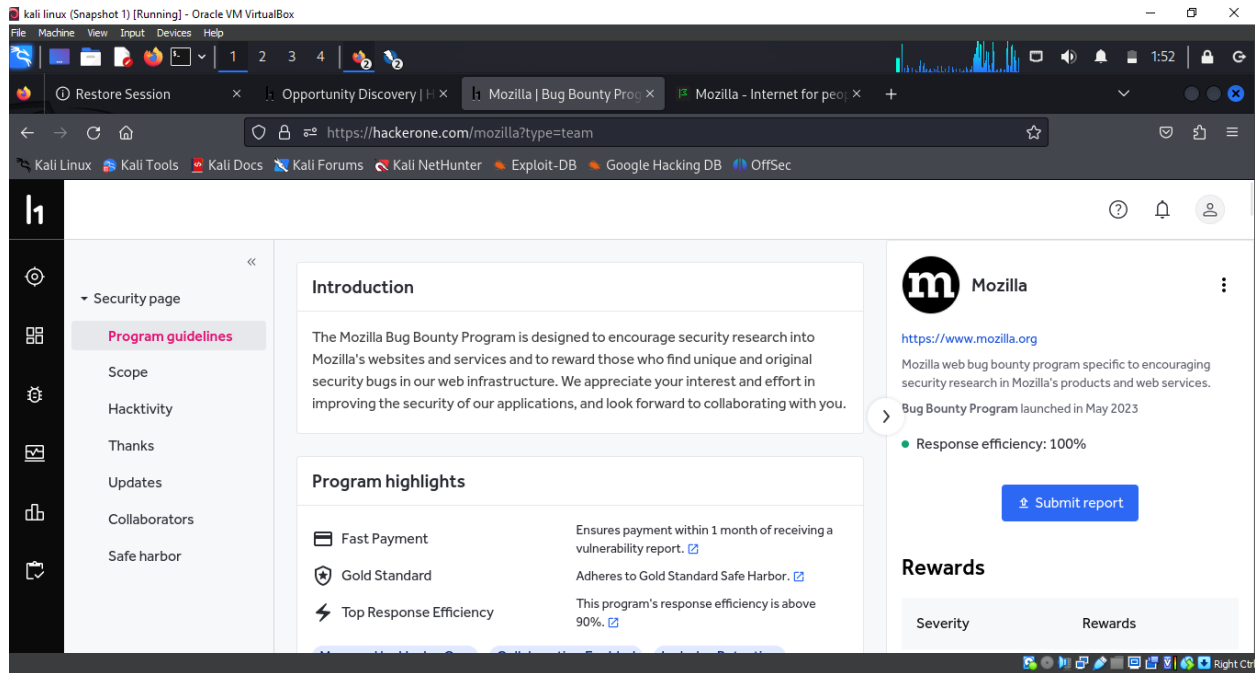 kali linux (Snapshot 1) [Running] - Oracle VM VirtualBox
File Machine View Input Devices Help
1 2 3 4 2 2 1:52
Restore Session Opportunity Discovery | H Mozilla | Bug Bounty Prog Mozilla - Internet for peop
https://hackerone.com/mozilla?type=team
Kali Linux Kali Tools Kali Docs Kali Forums Kali NetHunter Exploit-DB Google Hacking DB OffSec
Security page
Program guidelines
Scope
Hacktivity
Thanks
Updates
Collaborators
Safe harbor
Introduction
The Mozilla Bug Bounty Program is designed to encourage security research into
Mozilla's websites and services and to reward those who find unique and original
security bugs in our web infrastructure. We appreciate your interest and effort in
improving the security of our applications, and look forward to collaborating with you.
Program highlights
Fast Payment
Ensures payment within 1 month of receiving a
vulnerability report.
Gold Standard
Adheres to Gold Standard Safe Harbor.
Top Response Efficiency
This program's response efficiency is above
90%.
m
Mozilla
https://www.mozilla.org
Mozilla web bug bounty program specific to encouraging
security research in Mozilla's products and web services.
Bug Bounty Program launched in May 2023
Response efficiency: 100%
Submit report
Rewards
Severity Rewards
Right Ctrl